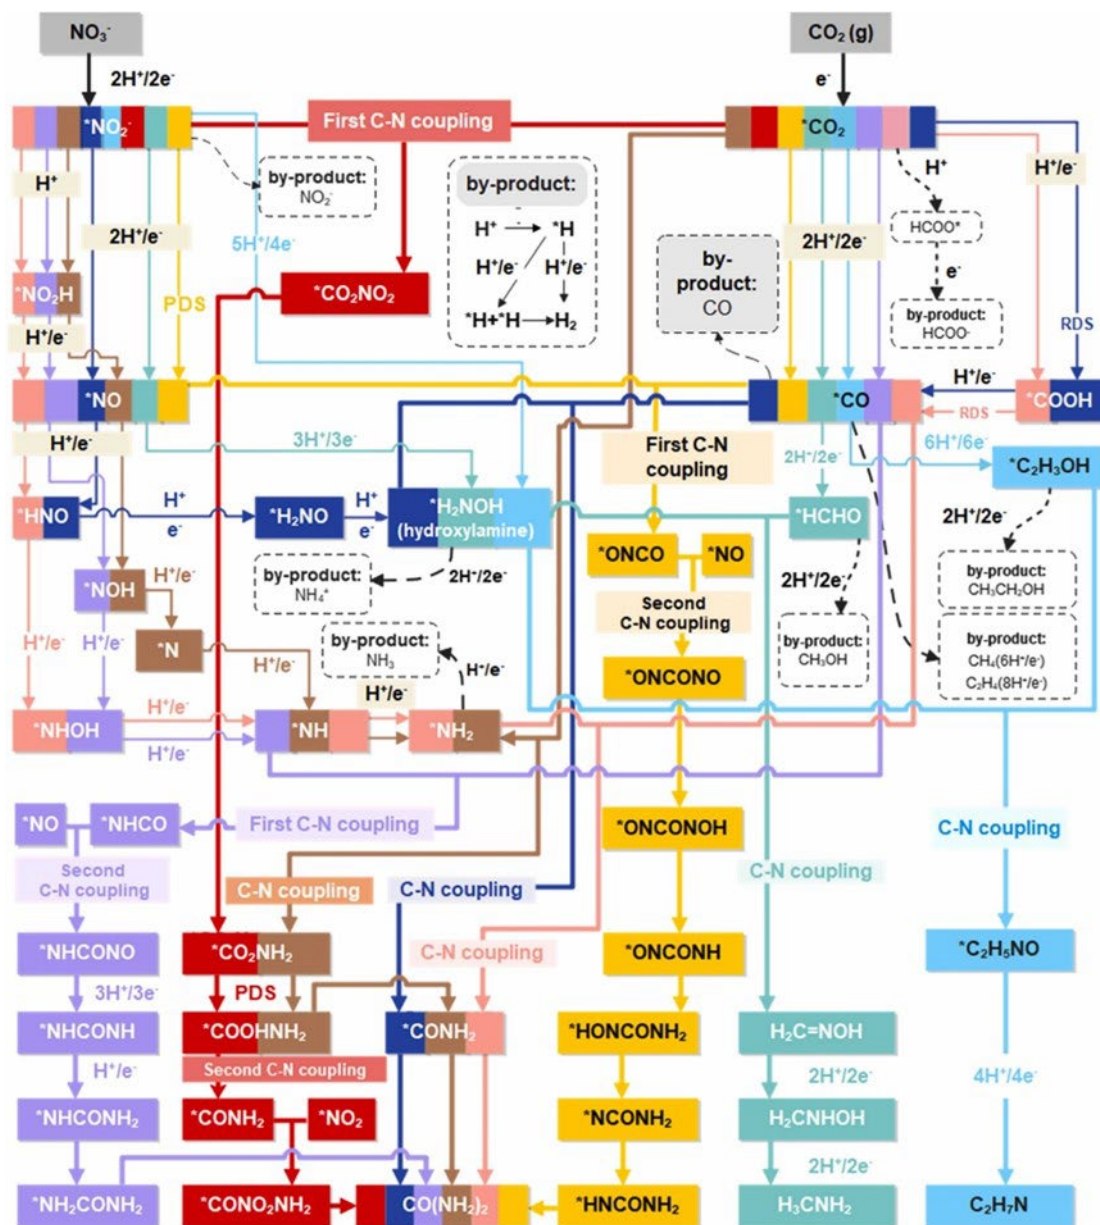 NO₃⁻
CO₂ (g)
2H⁺/2e⁻
e⁻
*NO₂⁻
First C-N coupling
*CO₂
H⁺
by-product:
NO₂⁻
by-product:
H⁺
*H
H⁺/e⁻
H⁺/e⁻
*H+*H
H₂
H⁺
H⁺/e⁻
2H⁺/e⁻
5H⁺/4e⁻
2H⁺/2e⁻
HCOO*
e⁻
by-product:
HCOO⁻
by-
product:
CO
*NO₂H
PDS
*CO₂NO₂
RDS
H⁺/e⁻
*NO
*CO
H⁺/e⁻
RDS
*COOH
H⁺/e⁻
3H⁺/3e⁻
First C-N
coupling
2H⁺/2e⁻
6H⁺/6e⁻
*C₂H₃OH
*HNO
H⁺
e⁻
*H₂NO
H⁺
e⁻
*H₂NOH
(hydroxylamine)
*HCHO
2H⁺/2e⁻
*ONCO
*NO
*NOH
H⁺/e⁻
by-product:
NH₄⁺
2H⁺/2e⁻
2H⁺/2e⁻
by-product:
CH₃CH₂OH
Second
C-N coupling
H⁺/e⁻
H⁺/e⁻
*N
H⁺/e⁻
by-product:
NH₃
H⁺/e⁻
H⁺/e⁻
by-product:
CH₃OH
by-product:
CH₄(6H⁺/e⁻)
C₂H₄(8H⁺/e⁻)
*ONCONO
*NHOH
H⁺/e⁻
H⁺/e⁻
*NH
*NH₂
*NO
*NHCO
First C-N coupling
*ONCONOH
C-N coupling
Second
C-N coupling
C-N coupling
C-N coupling
C-N coupling
*NHCONO
*CO₂NH₂
C-N coupling
*ONCONH
*C₂H₅NO
3H⁺/3e⁻
PDS
*NHCONH
*COOHNH₂
*CONH₂
*HONCONH₂
H₂C=NOH
H⁺/e⁻
Second C-N coupling
2H⁺/2e⁻
4H⁺/4e⁻
*NHCONH₂
*CONH₂
*NO₂
*NCONH₂
H₂CNHOH
2H⁺/2e⁻
*NH₂CONH₂
*CONO₂NH₂
CO(NH₂)₂
*HNCONH₂
H₃CNH₂
C₂H₇N